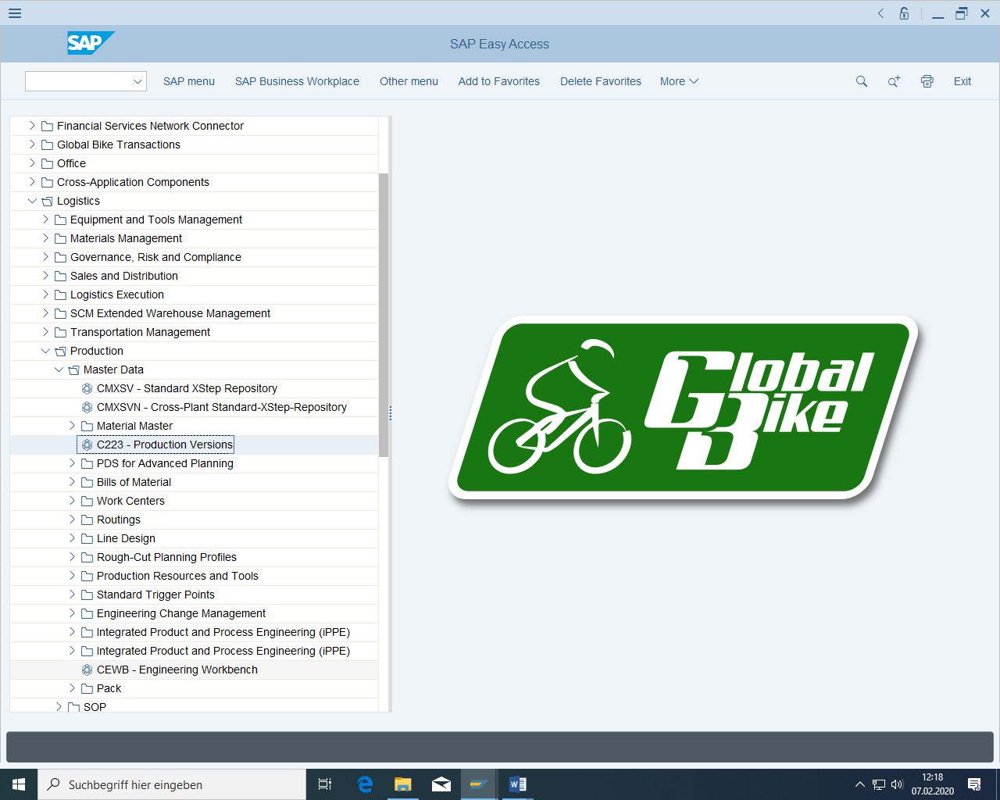 SAP
SAP Easy Access
SAP menu
SAP Business Workplace
Other menu
Add to Favorites
Delete Favorites
More
Exit
Financial Services Network Connector
Global Bike Transactions
Office
Cross-Application Components
Logistics
Equipment and Tools Management
Materials Management
Governance, Risk and Compliance
Sales and Distribution
Logistics Execution
SCM Extended Warehouse Management
Transportation Management
Production
Master Data
CMXSV - Standard XStep Repository
CMXSVN - Cross-Plant Standard-XStep-Repository
Material Master
C223 - Production Versions
PDS for Advanced Planning
Bills of Material
Work Centers
Routings
Line Design
Rough-Cut Planning Profiles
Production Resources and Tools
Standard Trigger Points
Engineering Change Management
Integrated Product and Process Engineering (iPPE)
Integrated Product and Process Engineering (iPPE)
CEWB - Engineering Workbench
Pack
SOP
Global
Bike
Suchbegriff hier eingeben
12:18
07.02.2020